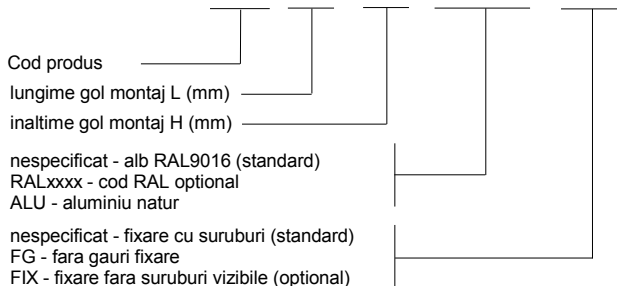 Cod produs
lungime gol montaj L (mm)
inaltime gol montaj H (mm)
nespecificat - alb RAL9016 (standard)
RALxxxx - cod RAL optional
ALU - aluminiu natur
nespecificat - fixare cu suruburi (standard)
FG - fara gauri fixare
FIX - fixare fara suruburi vizibile (optional)